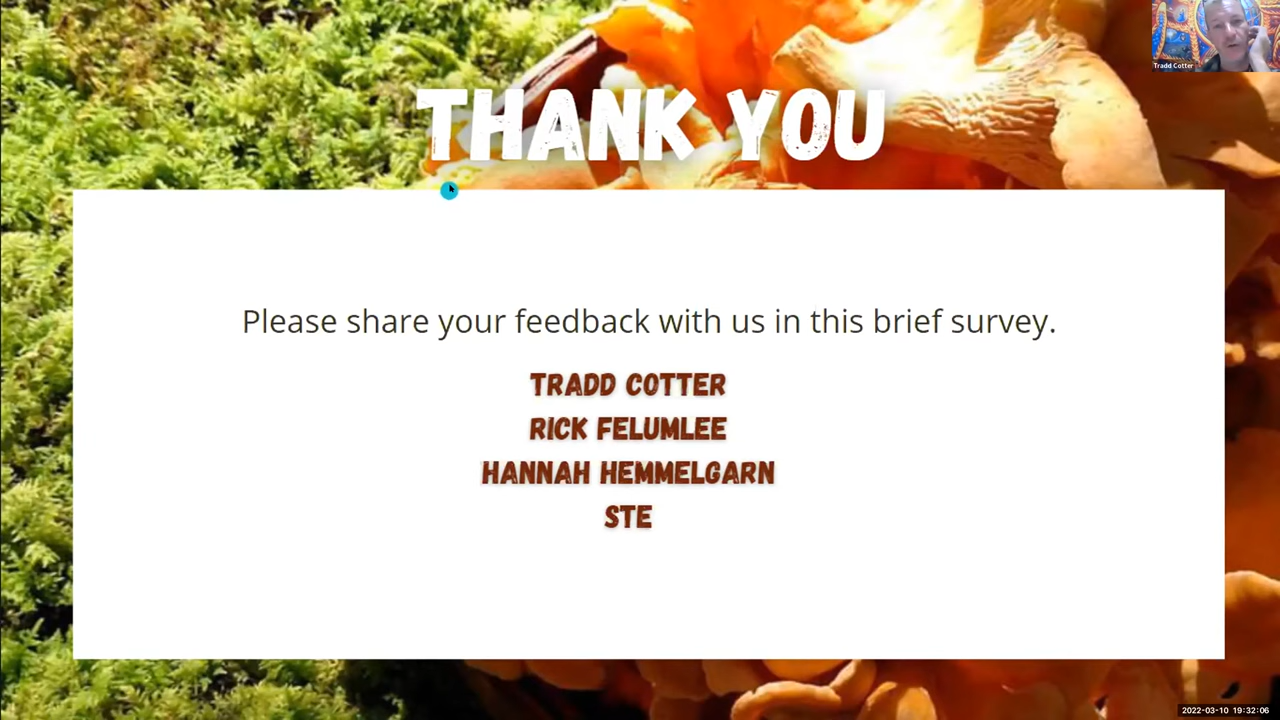 Tradd Cotter
THANK YOU
Please share your feedback with us in this brief survey.
TRADD COTTER
RICK FELUMLEE
HANNAH HEMMELGARN
STE
2022-03-10 19:32:06